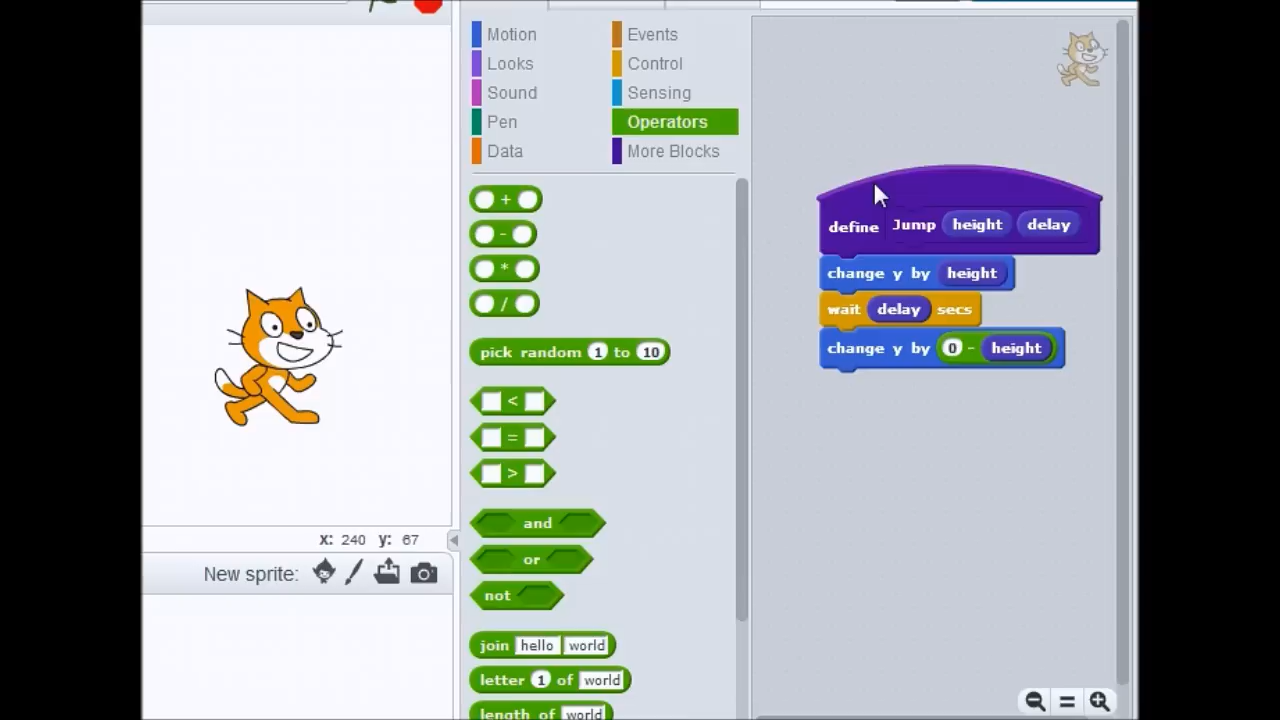 Motion
Events
Looks
Control
Sound
Sensing
Pen
Operators
Data
More Blocks
+
-
*
/
pick random 1 to 10
<
=
>
and
or
not
join hello world
letter 1 of world
length of world
define Jump height delay
change y by height
wait delay secs
change y by 0 - height
x: 240 y: 67
New sprite: